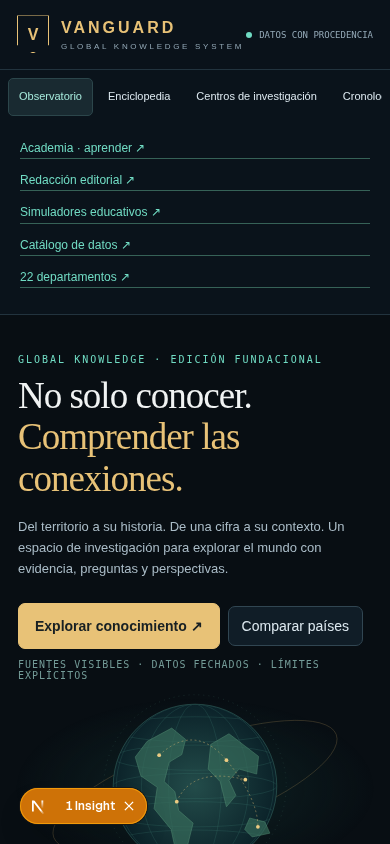 V
VANGUARD
GLOBAL KNOWLEDGE SYSTEM
DATOS CON PROCEDENCIA
Observatorio
Enciclopedia
Centros de investigación
Cronolo
Academia · aprender ↗
Redacción editorial ↗
Simuladores educativos ↗
Catálogo de datos ↗
22 departamentos ↗
GLOBAL KNOWLEDGE · EDICIÓN FUNDACIONAL
No solo conocer.
Comprender las
conexiones.
Del territorio a su historia. De una cifra a su contexto. Un
espacio de investigación para explorar el mundo con
evidencia, preguntas y perspectivas.
Explorar conocimiento ↗
Comparar países
FUENTES VISIBLES · DATOS FECHADOS · LÍMITES
EXPLÍCITOS
N
1 Insight